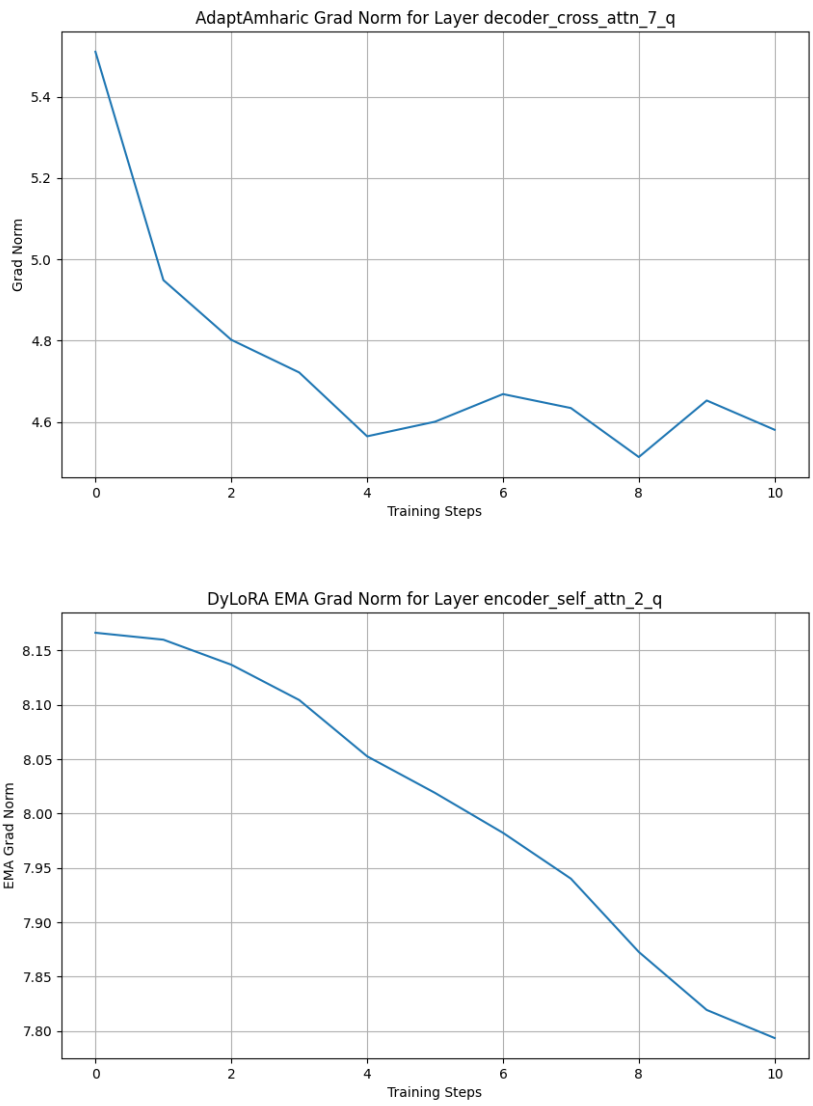 AdaptAmharic Grad Norm for Layer decoder_cross_attn_7_q
Grad Norm
5.4
5.2
5.0
4.8
4.6
0 2 4 6 8 10
Training Steps
DyLoRA EMA Grad Norm for Layer encoder_self_attn_2_q
EMA Grad Norm
8.15
8.10
8.05
8.00
7.95
7.90
7.85
7.80
0 2 4 6 8 10
Training Steps